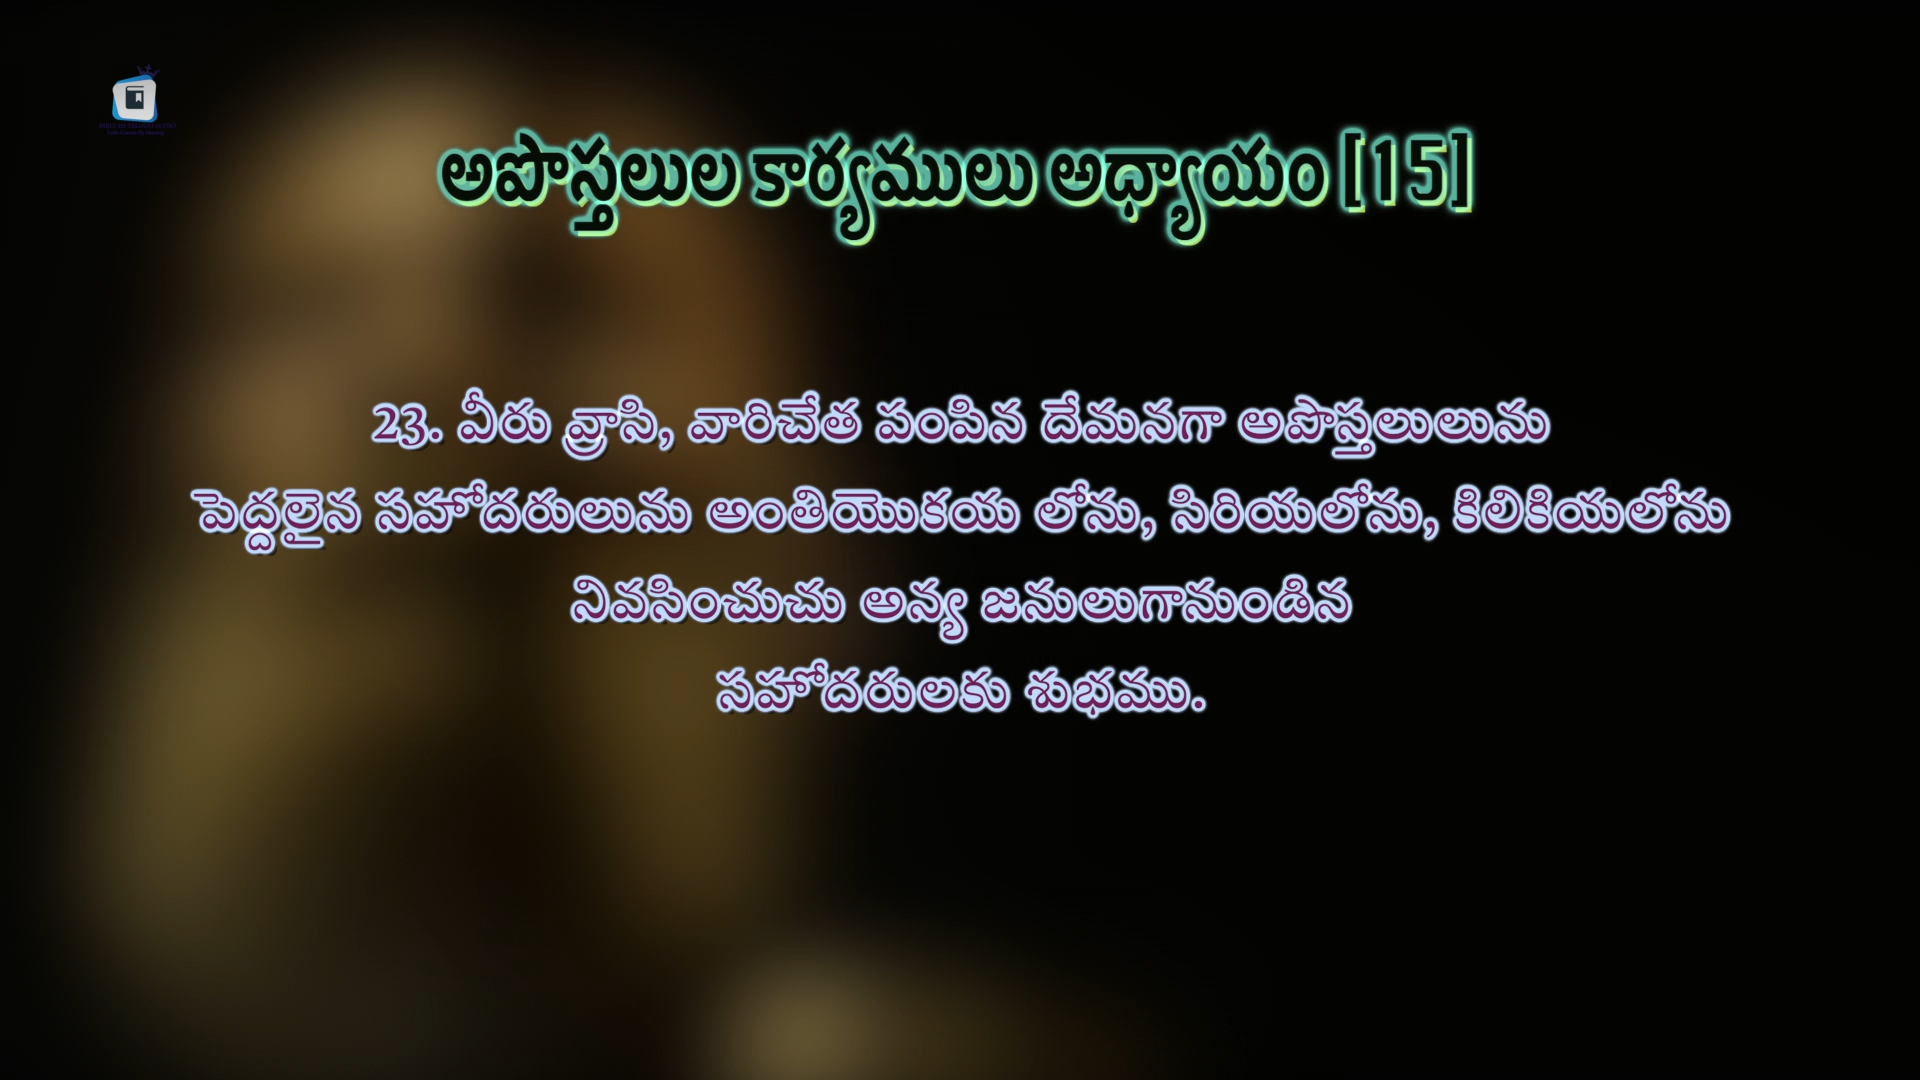 అపొస్తలుల కార్యములు అధ్యాయం [15]
23. వీరు వ్రాసి, వారిచేత పంపిన దేమనగా అపొస్తలులును
పెద్దలైన సహోదరులును అంతియొకయ లోను, సిరియలోను, కిలికియలోను
నివసించుచు అన్య జనులుగానుండిన
సహోదరులకు శుభము.